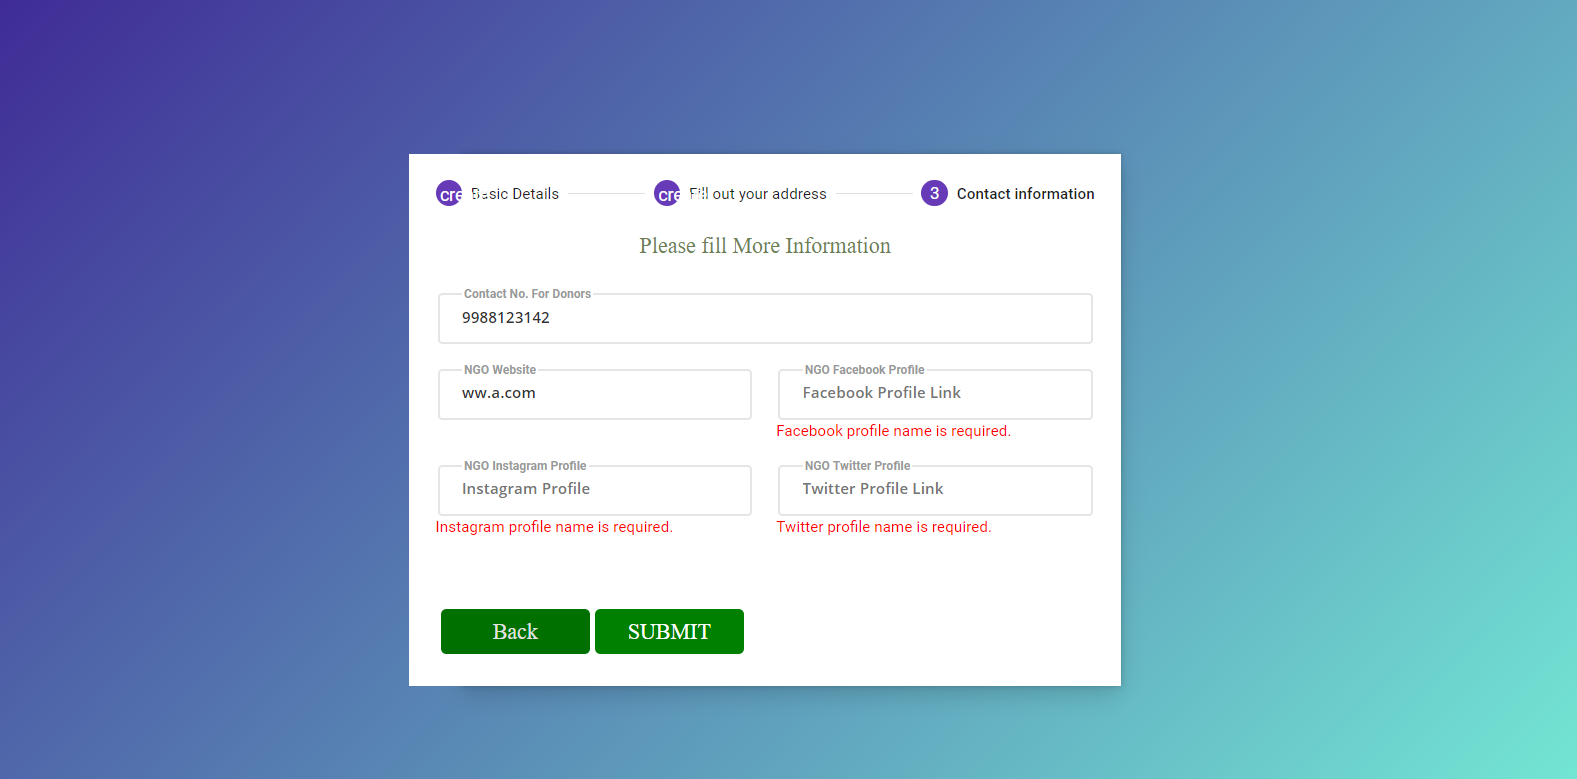 cre Basic Details
cre Fill out your address
3 Contact information
Please fill More Information
Contact No. For Donors
9988123142
NGO Website
ww.a.com
NGO Facebook Profile
Facebook Profile Link
Facebook profile name is required.
NGO Instagram Profile
Instagram Profile
Instagram profile name is required.
NGO Twitter Profile
Twitter Profile Link
Twitter profile name is required.
Back
SUBMIT